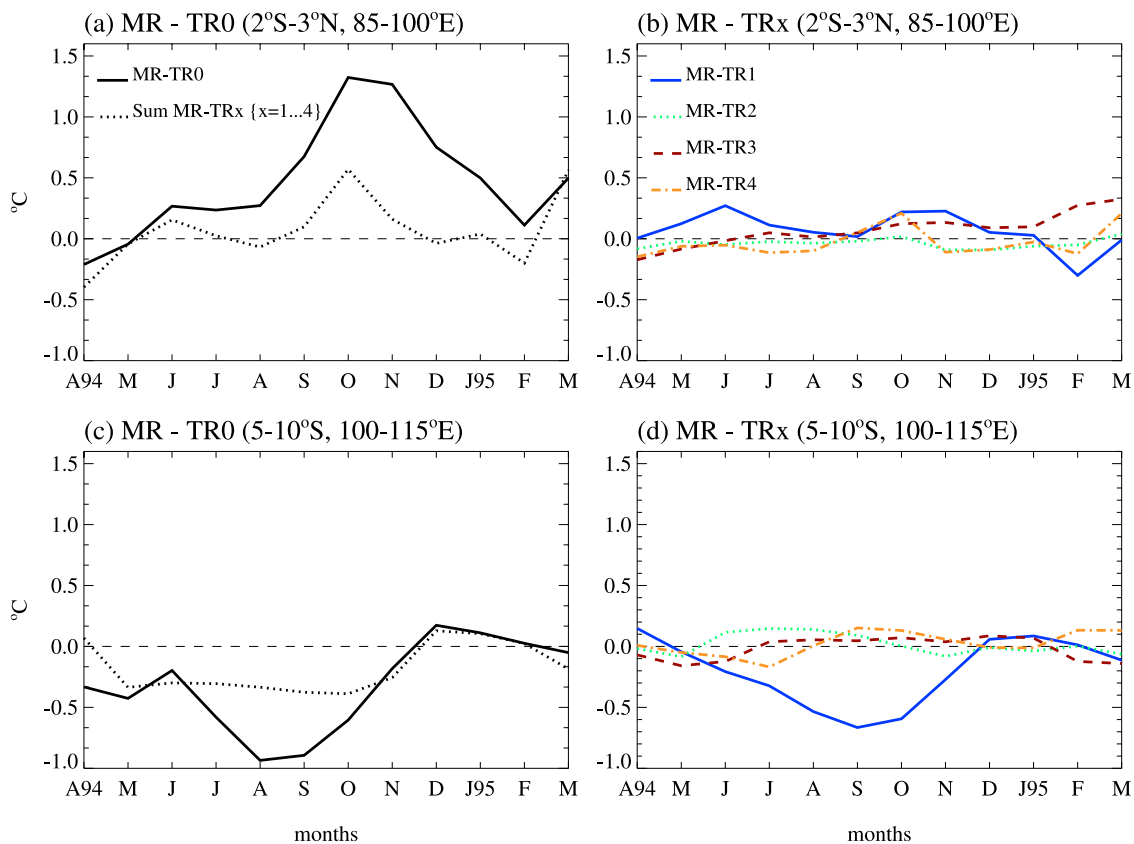 (a) MR - TR0 (2°S-3°N, 85-100°E)
1.5
1.0
0.5
0.0
-0.5
-1.0
°C
MR-TR0
Sum MR-TRx {x=1...4}
A94 M J J A S O N D J95 F M
(b) MR - TRx (2°S-3°N, 85-100°E)
1.5
1.0
0.5
0.0
-0.5
-1.0
MR-TR1
MR-TR2
MR-TR3
MR-TR4
A94 M J J A S O N D J95 F M
(c) MR - TR0 (5-10°S, 100-115°E)
1.5
1.0
0.5
0.0
-0.5
-1.0
°C
A94 M J J A S O N D J95 F M
months
(d) MR - TRx (5-10°S, 100-115°E)
1.5
1.0
0.5
0.0
-0.5
-1.0
A94 M J J A S O N D J95 F M
months